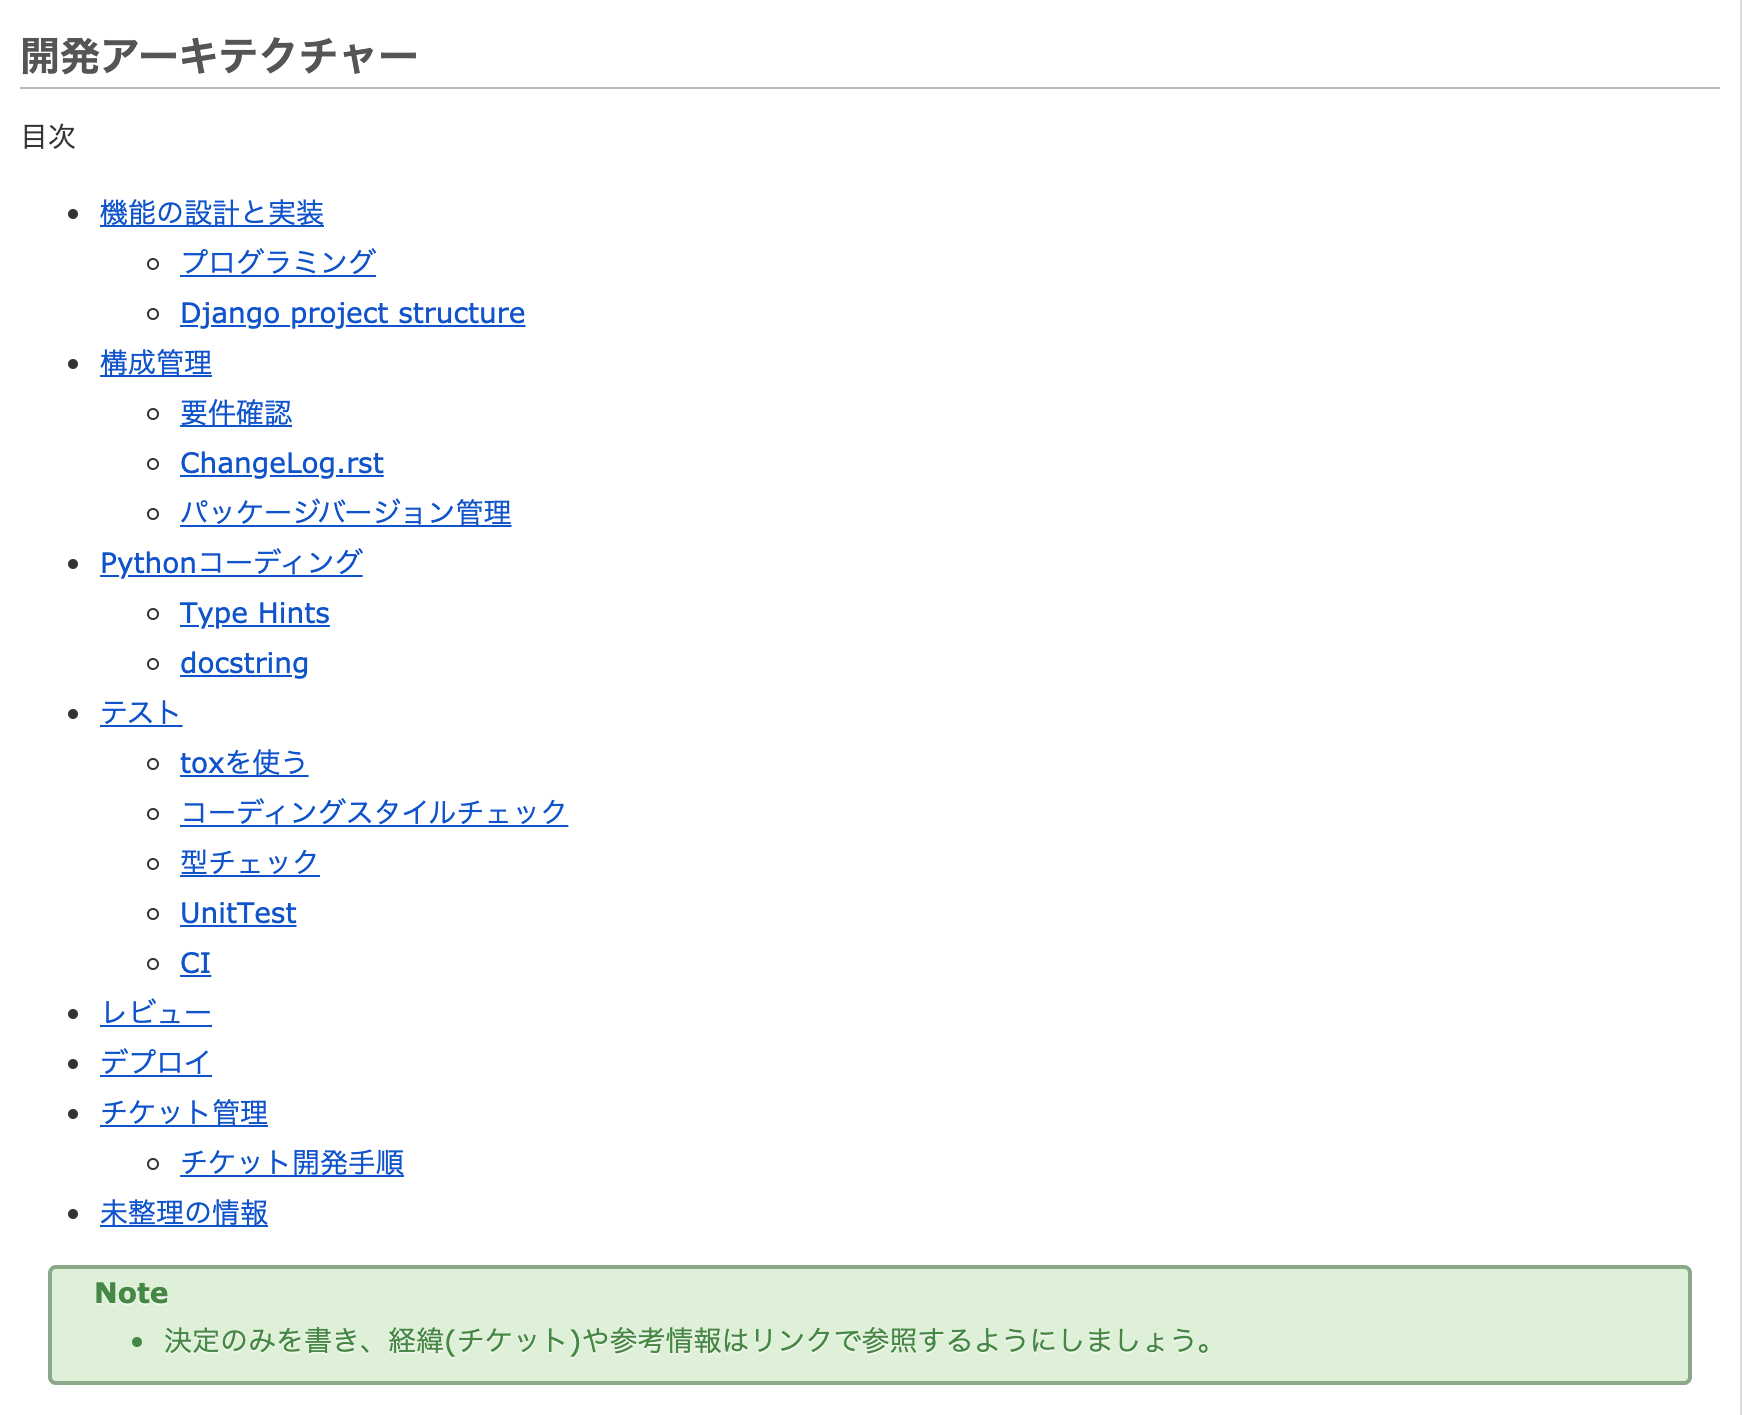 開発アーキテクチャー
目次
機能の設計と実装
プログラミング
Django project structure
構成管理
要件確認
ChangeLog.rst
パッケージバージョン管理
Pythonコーディング
Type Hints
docstring
テスト
toxを使う
コーディングスタイルチェック
型チェック
UnitTest
CI
レビュー
デプロイ
チケット管理
チケット開発手順
未整理の情報
Note
決定のみを書き、経緯(チケット)や参考情報はリンクで参照するようにしましょう。